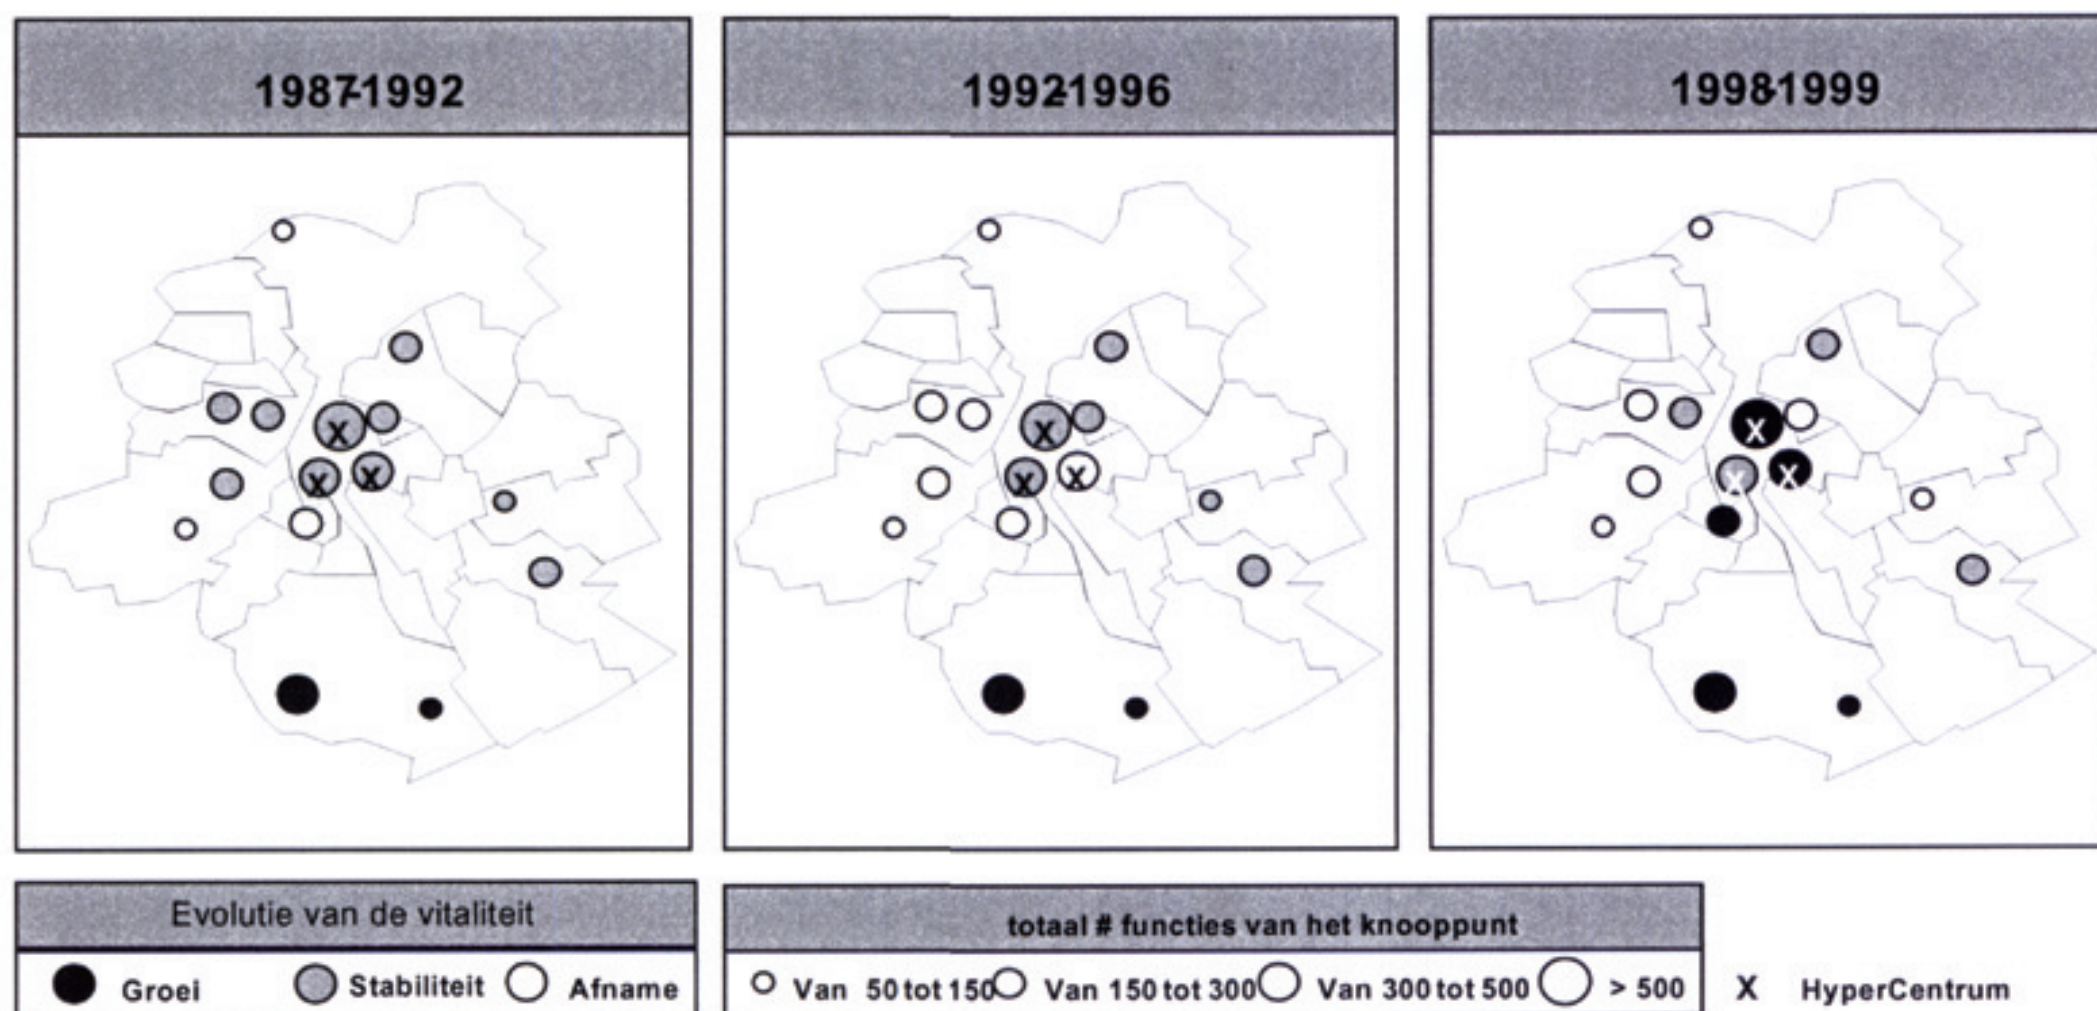 1987-1992
1992-1996
1998-1999
X
X
X
X
X
X
X
X
X
Evolutie van de vitaliteit
Groei Stabiliteit Afname
totaal # functies van het knooppunt
Van 50 tot 150 Van 150 tot 300 Van 300 tot 500 > 500
X HyperCentrum